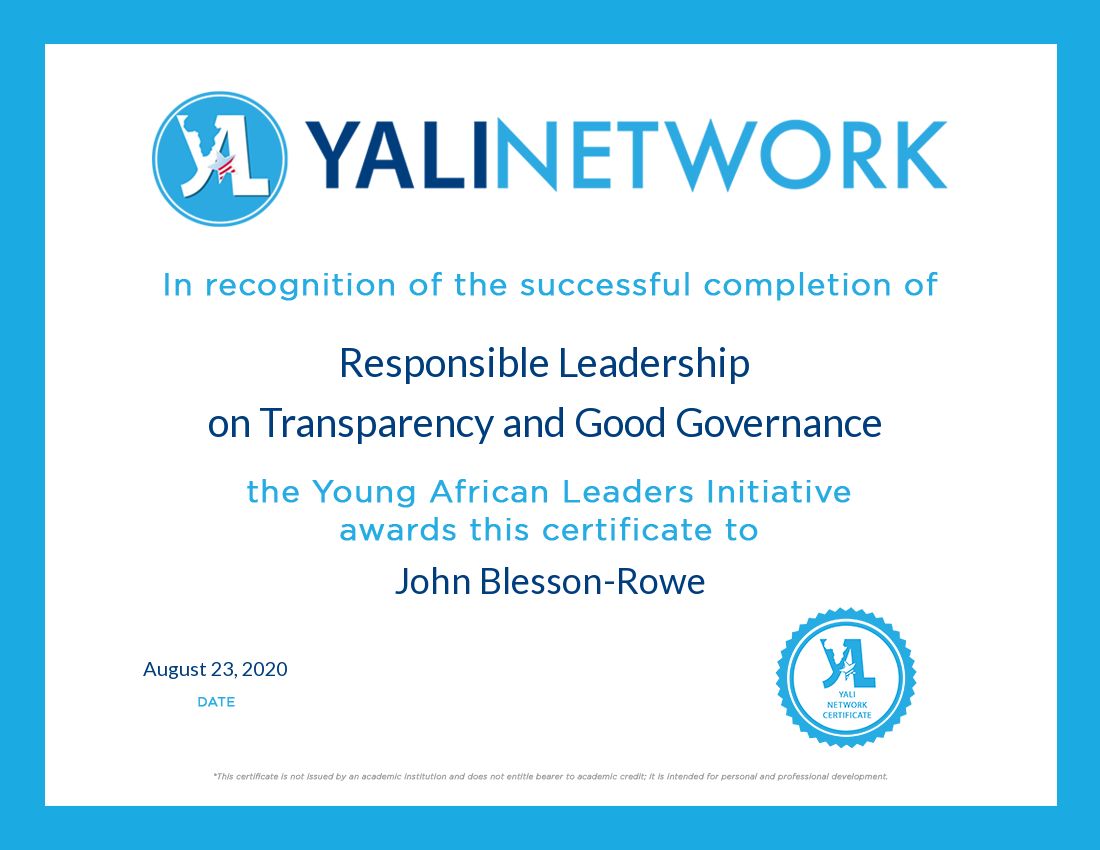 YALINETWORK
In recognition of the successful completion of
Responsible Leadership
on Transparency and Good Governance
the Young African Leaders Initiative
awards this certificate to
John Blesson-Rowe
August 23, 2020
DATE
YALI
NETWORK
CERTIFICATE
*This certificate is not issued by an academic institution and does not entitle bearer to academic credit; it is intended for personal and professional development.